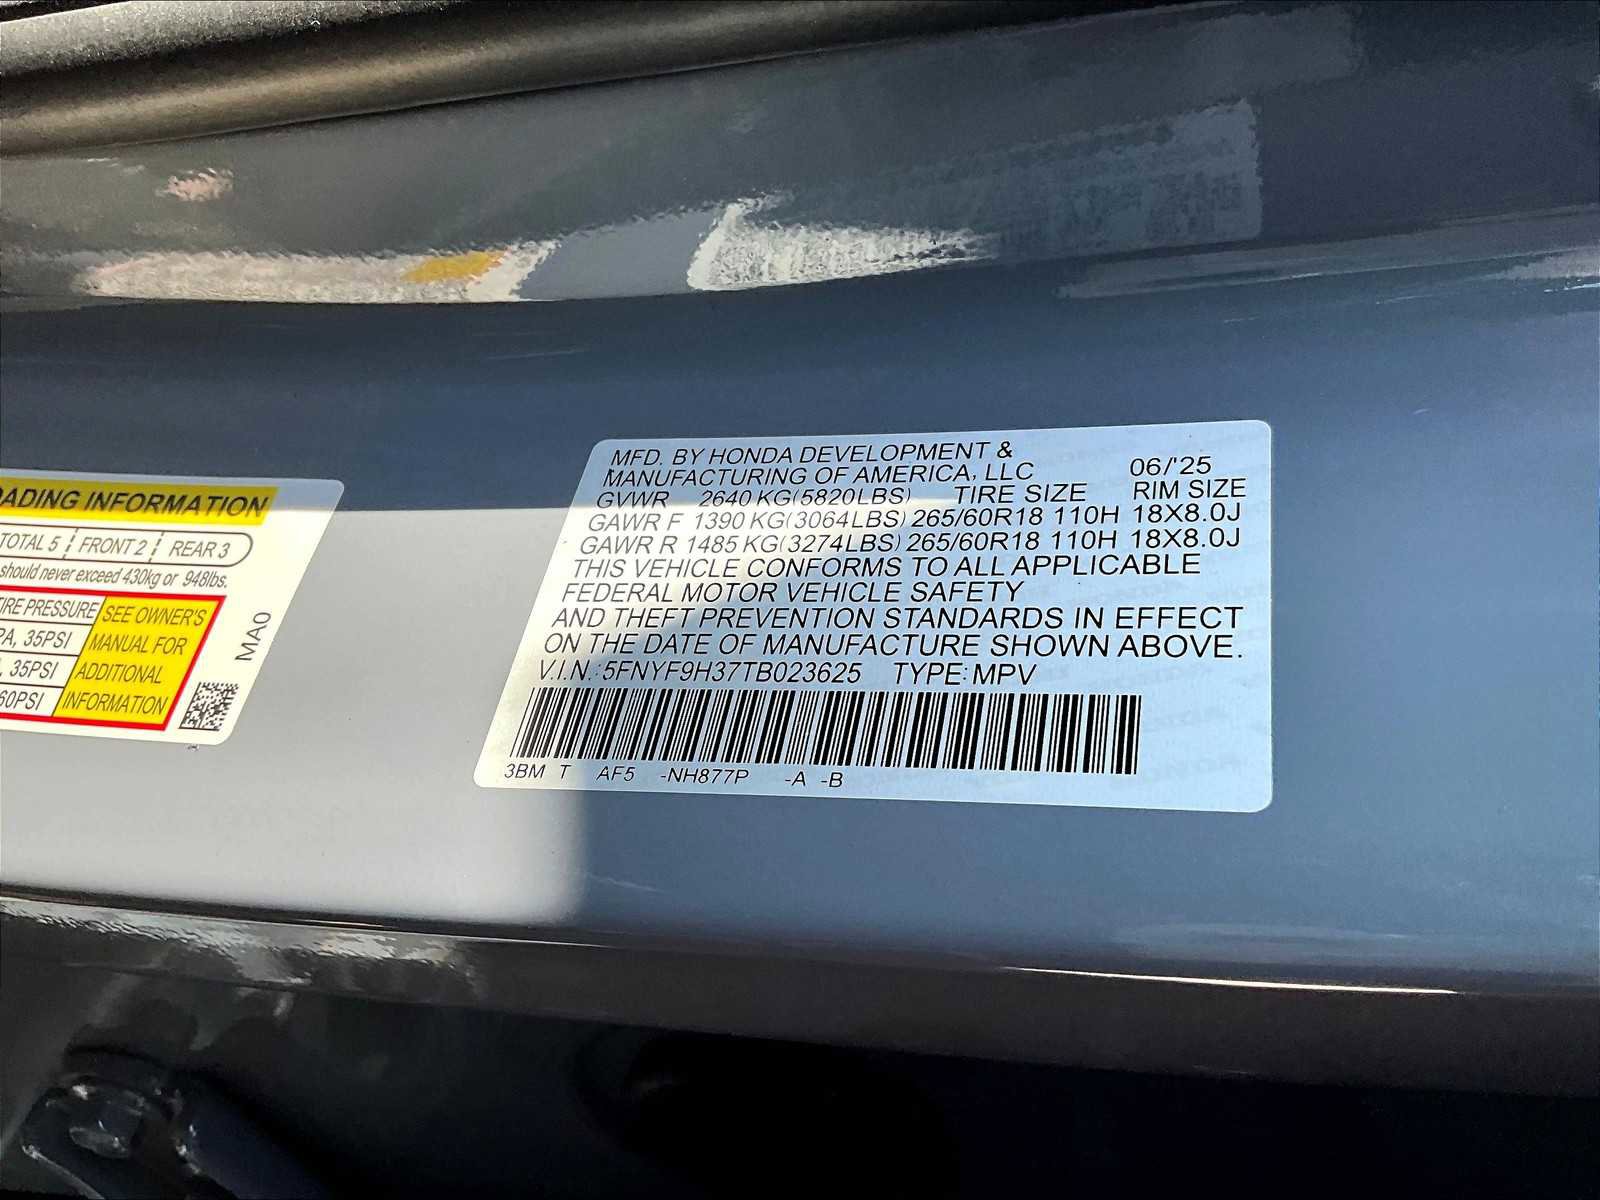 OADING INFORMATION
TOTAL 5 FRONT 2 REAR 3
should never exceed 430kg or 948lbs.
TIRE PRESSURE
PA, 35PSI
, 35PSI
60PSI
SEE OWNER'S
MANUAL FOR
ADDITIONAL
INFORMATION
MA0
MFD. BY HONDA DEVELOPMENT &
MANUFACTURING OF AMERICA, LLC 06/'25
GVWR 2640 KG(5820LBS) TIRE SIZE RIM SIZE
GAWR F 1390 KG(3064LBS) 265/60R18 110H 18X8.0J
GAWR R 1485 KG(3274LBS) 265/60R18 110H 18X8.0J
THIS VEHICLE CONFORMS TO ALL APPLICABLE
FEDERAL MOTOR VEHICLE SAFETY
AND THEFT PREVENTION STANDARDS IN EFFECT
ON THE DATE OF MANUFACTURE SHOWN ABOVE.
V.I.N.: 5FNYF9H37TB023625 TYPE: MPV
3BM T AF5 -NH877P -A -B